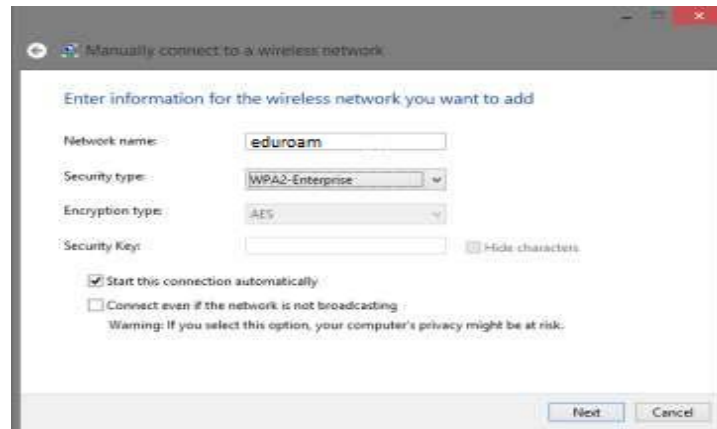 Manually connect to a wireless network
Enter information for the wireless network you want to add
Network name: eduroam
Security type: WPA2-Enterprise
Encryption type: AES
Security Key: Hide characters
Start this connection automatically
Connect even if the network is not broadcasting
Warning: If you select this option, your computer's privacy might be at risk.
Next Cancel